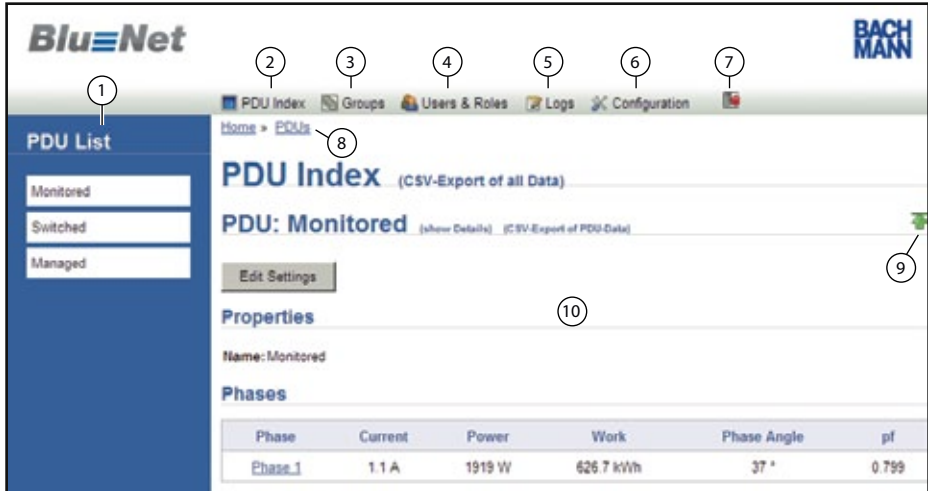 BlueNet
BACH
MANN
1
2
3
4
5
6
7
PDU Index Groups Users & Roles Logs Configuration
Home » PDUs
8
PDU List
Monitored
Switched
Managed
PDU Index (CSV-Export of all Data)
PDU: Monitored (show Details) (CSV-Export of PDU-Data)
9
Edit Settings
Properties
10
Name: Monitored
Phases
Phase Current Power Work Phase Angle pf
Phase 1 1.1 A 1919 W 626.7 kWh 37 ° 0.799